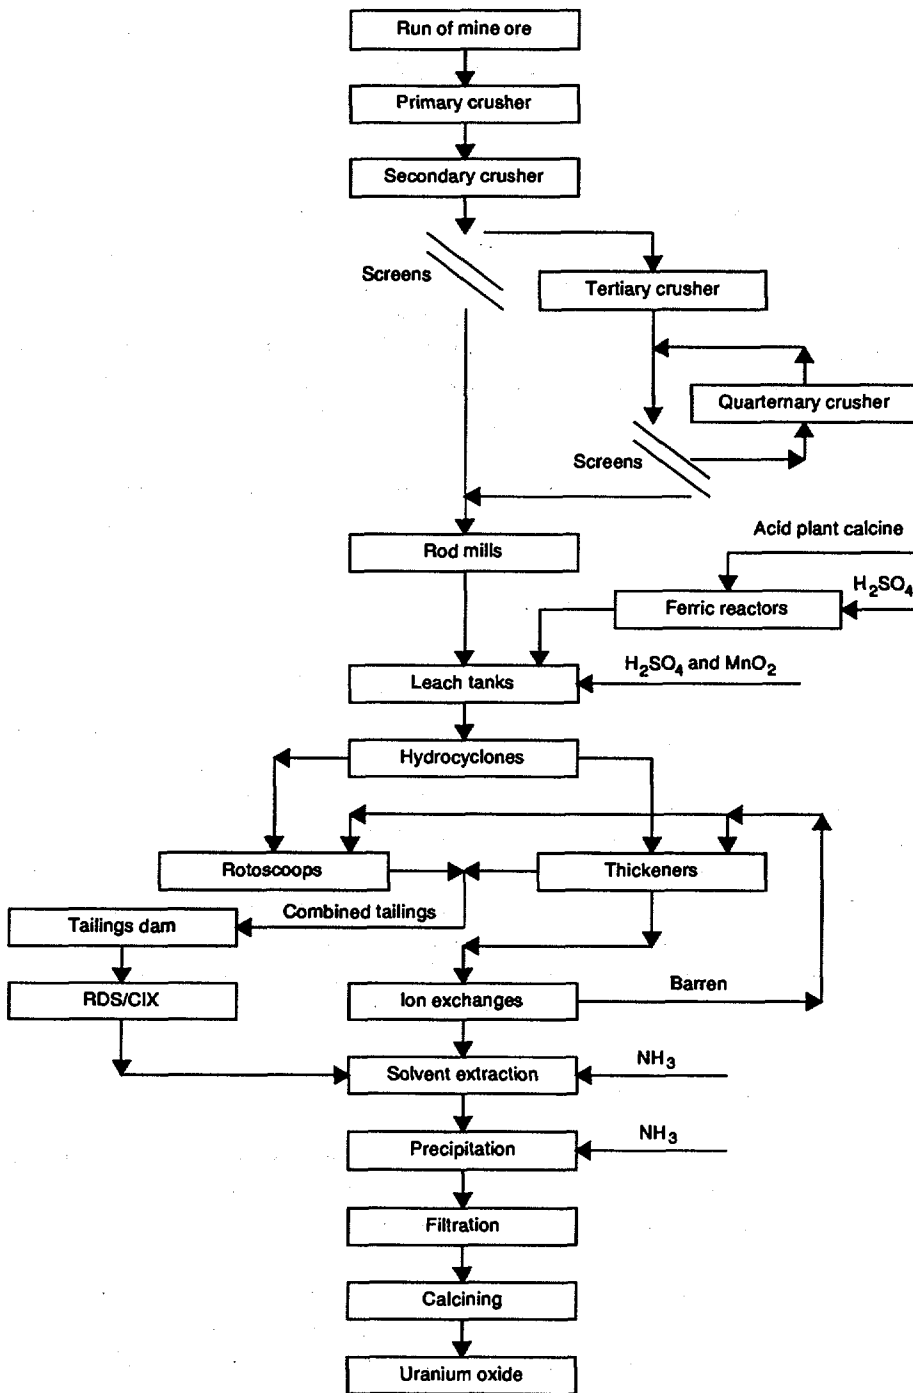 Run of mine ore
Primary crusher
Secondary crusher
Screens
Tertiary crusher
Quarternary crusher
Screens
Rod mills
Acid plant calcine
Ferric reactors
H₂SO₄
Leach tanks
H₂SO₄ and MnO₂
Hydrocyclones
Rotoscoops
Thickeners
Combined tailings
Tailings dam
RDS/CIX
Ion exchanges
Barren
Solvent extraction
NH₃
Precipitation
NH₃
Filtration
Calcining
Uranium oxide